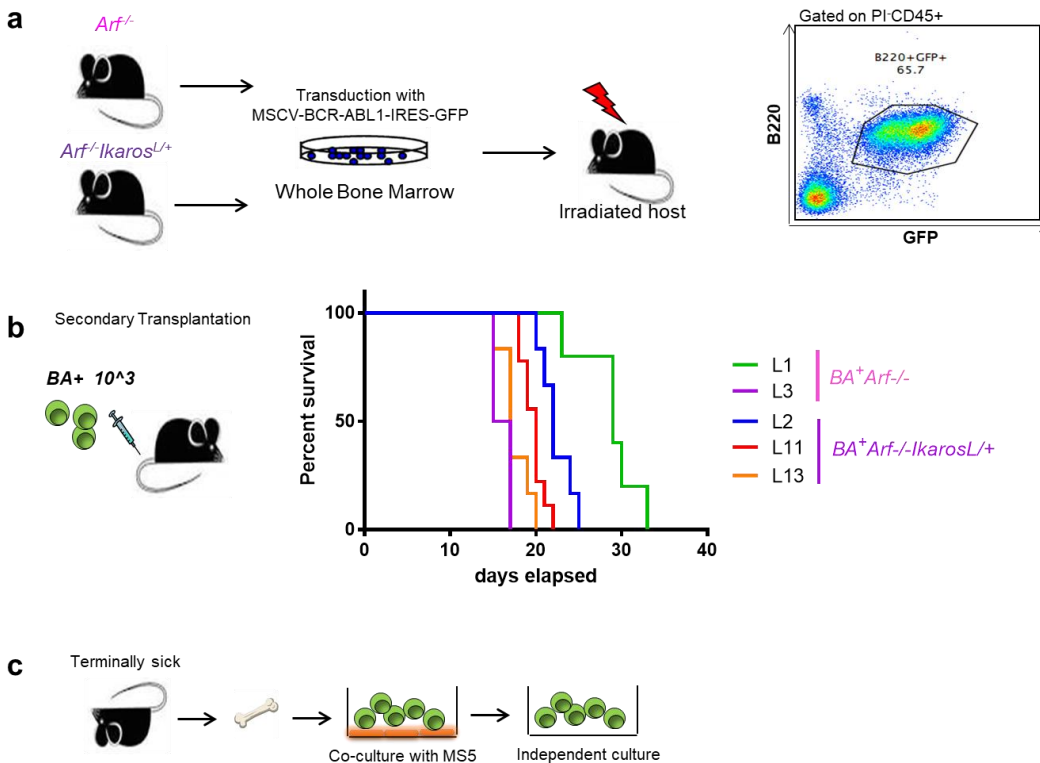 a
Arf-/-
Arf-/-IkarosL/+
Transduction with
MSCV-BCR-ABL1-IRES-GFP
Whole Bone Marrow
Irradiated host
Gated on PI-CD45+
B220+GFP+
65.7
B220
GFP
b
Secondary Transplantation
BA+ 10^3
Percent survival
100
50
0
0 10 20 30 40
days elapsed
L1
L3
L2
L11
L13
BA+Arf-/-
BA+Arf-/-IkarosL/+
c
Terminally sick
Co-culture with MS5
Independent culture